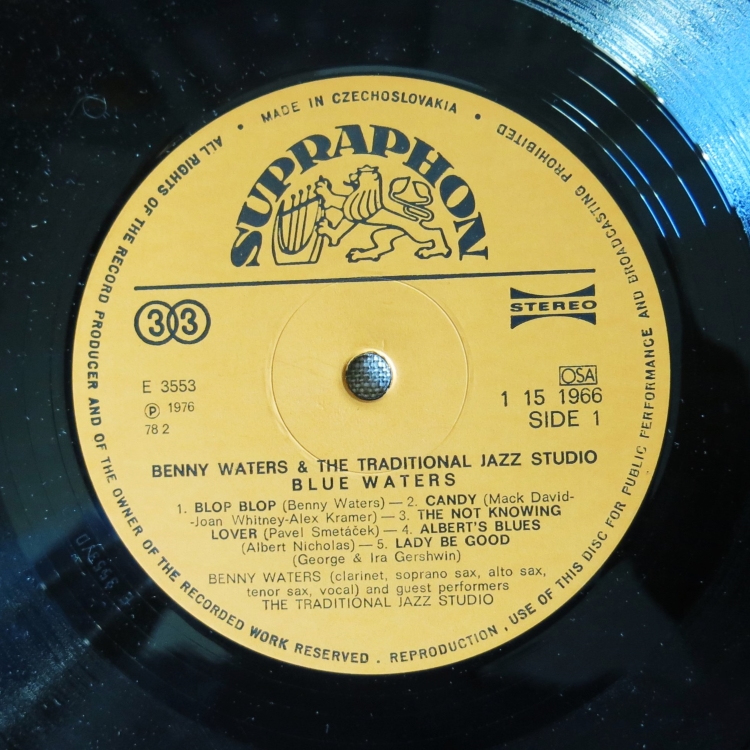 ALL RIGHTS OF THE RECORD PRODUCER AND OF THE OWNER OF THE RECORDED WORK RESERVED . REPRODUCTION , USE OF THIS DISC FOR PUBLIC PERFORMANCE AND BROADCASTING PROHIBITED
• MADE IN CZECHOSLOVAKIA •
SUPRAPHON
33
STEREO
E 3553
Ⓟ 1976
78 2
OSA
1 15 1966
SIDE 1
BENNY WATERS & THE TRADITIONAL JAZZ STUDIO
BLUE WATERS
1. BLOP BLOP (Benny Waters) — 2. CANDY (Mack David-
-Joan Whitney-Alex Kramer) — 3. THE NOT KNOWING
LOVER (Pavel Smetáček) — 4. ALBERT'S BLUES
(Albert Nicholas) — 5. LADY BE GOOD
(George & Ira Gershwin)
BENNY WATERS (clarinet, soprano sax, alto sax,
tenor sax, vocal) and guest performers
THE TRADITIONAL JAZZ STUDIO